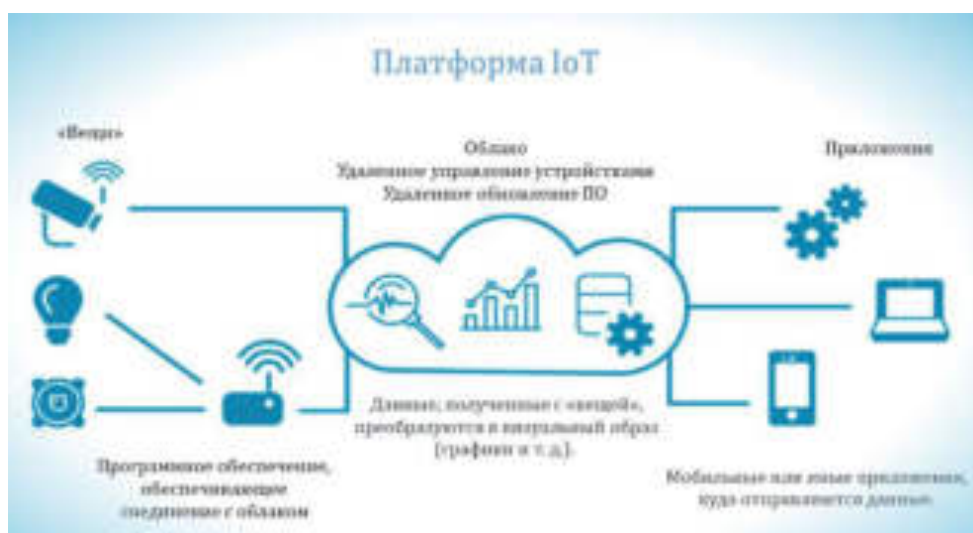 Платформа IoT
«Вещи»
Облако
Удаленное управление устройствами
Удаленное обновление ПО
Приложения
Данные, полученные с «вещей»,
преобразуются в визуальный образ
(графики и т. д.).
Программное обеспечение,
обеспечивающее
соединение с облаком
Мобильные или иные приложения,
куда отправляются данные